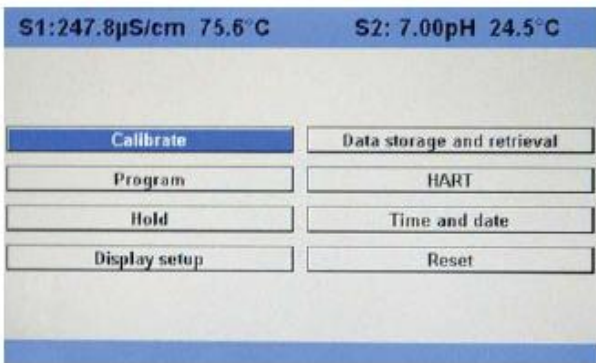 S1:247.8µS/cm 75.6°C S2: 7.00pH 24.5°C
Calibrate Data storage and retrieval
Program HART
Hold Time and date
Display setup Reset